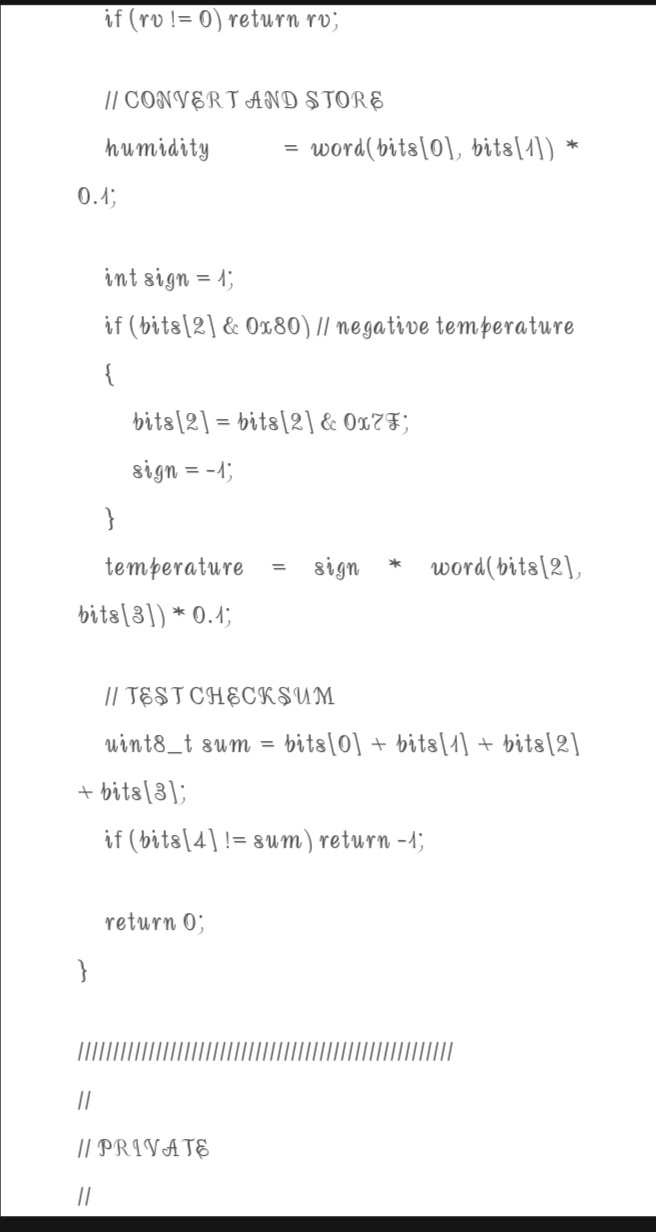 if (rv != 0) return rv;
// CONVERT AND STORE
humidity = word(bits[0], bits[1]) *
0.1;
int sign = 1;
if (bits[2] & 0x80) // negative temperature
{
bits[2] = bits[2] & 0x7F;
sign = -1;
}
temperature = sign * word(bits[2],
bits[3]) * 0.1;
// TEST CHECKSUM
uint8_t sum = bits[0] + bits[1] + bits[2]
+ bits[3];
if (bits[4] != sum) return -1;
return 0;
}
/////////////////////////////////////////////////////
//
// PRIVATE
//